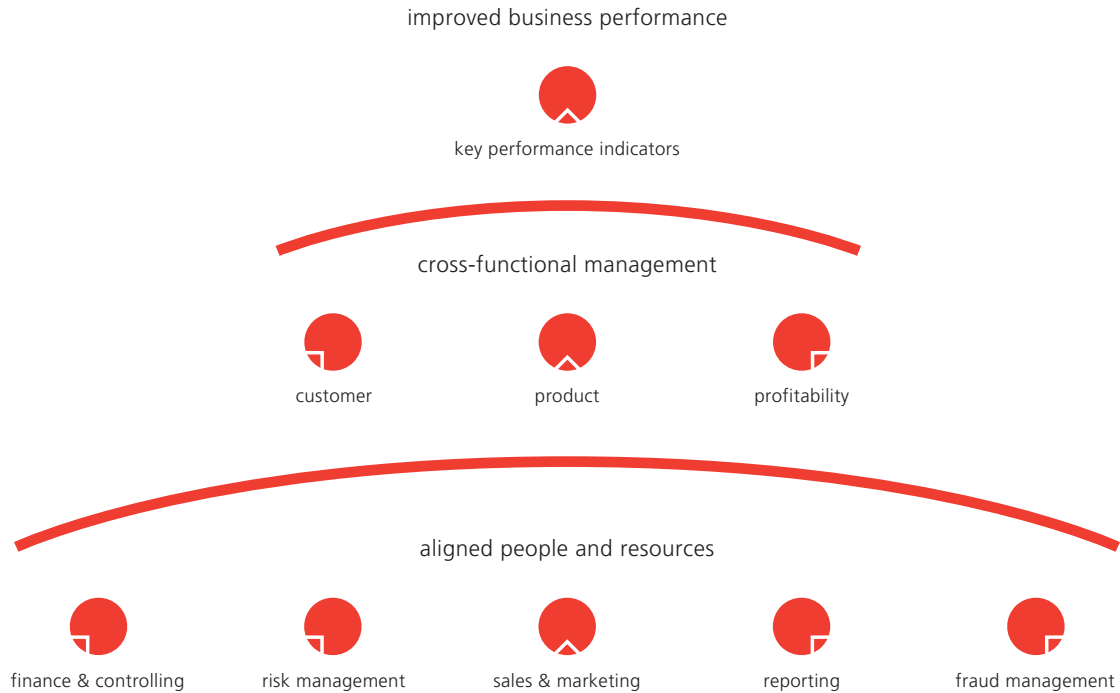 improved business performance
key performance indicators
cross-functional management
customer
product
profitability
aligned people and resources
finance & controlling
risk management
sales & marketing
reporting
fraud management